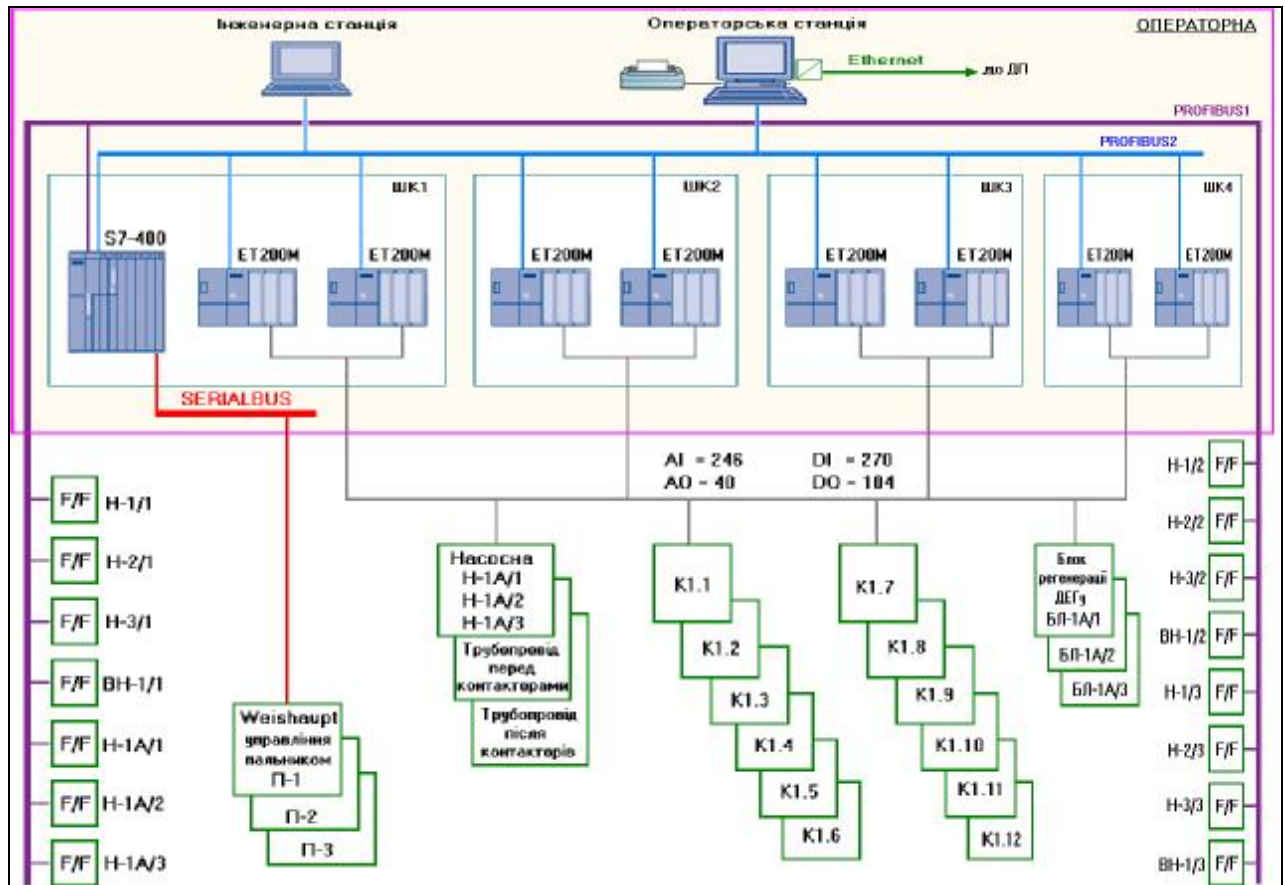 Інженерна станція
Операторська станція
ОПЕРАТОРНА
Ethernet
до ДП
PROFIBUS1
PROFIBUS2
ШК1
ШК2
ШК3
ШК4
S7-400
ET200M
ET200M
ET200M
ET200M
ET200M
ET200M
ET200M
ET200M
SERIALBUS
AI = 246
DI = 270
AO - 40
DO - 184
F/F H-1/1
F/F H-2/1
F/F H-3/1
F/F BH-1/1
F/F H-1A/1
F/F H-1A/2
F/F H-1A/3
Weishaupt
управління
пальником
П-1
П-2
П-3
Насосна
H-1A/1
H-1A/2
H-1A/3
Трубопровід
перед
контакторами
Трубопровід
після
контакторів
K1.1
K1.2
K1.3
K1.4
K1.5
K1.6
K1.7
K1.8
K1.9
K1.10
K1.11
K1.12
Блок
регенерації
ДЕГу
БЛ-1А/1
БЛ-1А/2
БЛ-1А/3
H-1/2 F/F
H-2/2 F/F
H-3/2 F/F
BH-1/2 F/F
H-1/3 F/F
H-2/3 F/F
H-3/3 F/F
BH-1/3 F/F